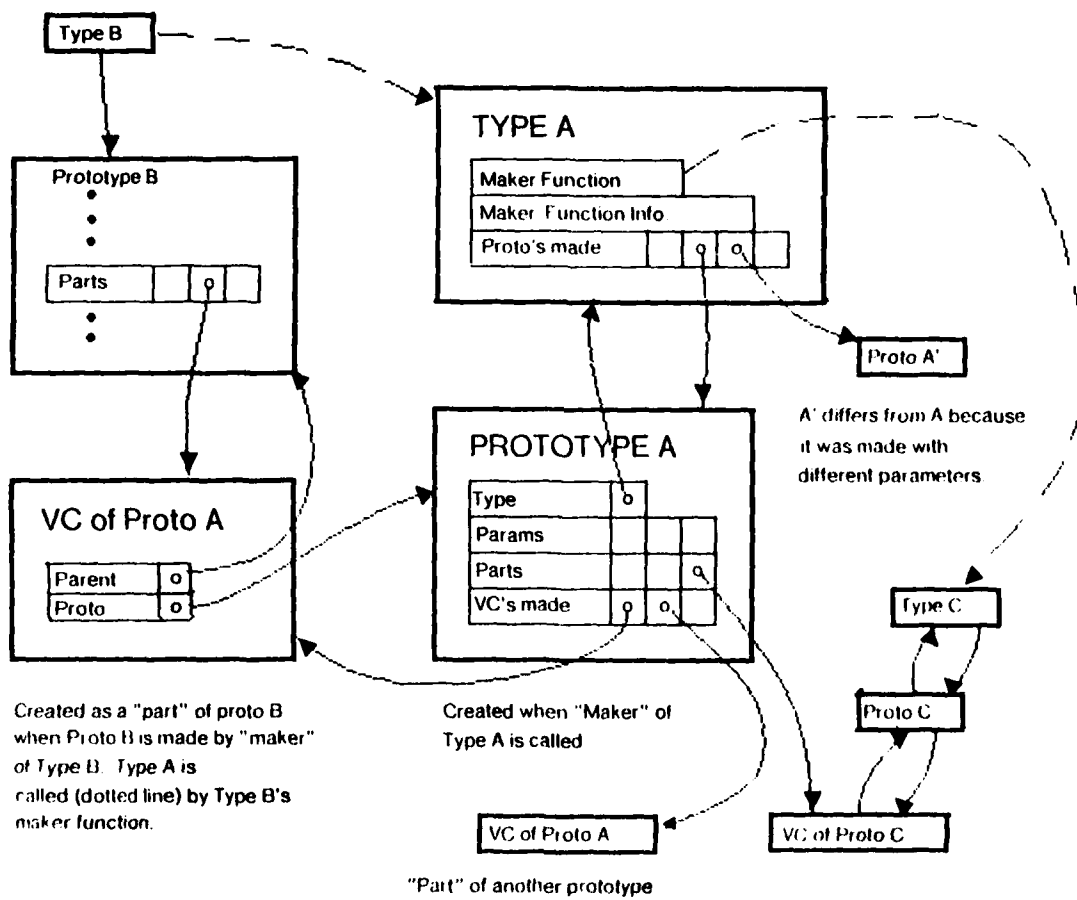 Type B
TYPE A
Maker Function
Maker Function Info
Proto's made
Prototype B
Parts
Proto A'
A' differs from A because
it was made with
different parameters.
PROTOTYPE A
Type
Params
Parts
VC's made
VC of Proto A
Parent
Proto
Type C
Proto C
Created as a "part" of proto B
when Proto B is made by "maker"
of Type B. Type A is
called (dotted line) by Type B's
maker function.
Created when "Maker" of
Type A is called
VC of Proto A
VC of Proto C
"Part" of another prototype